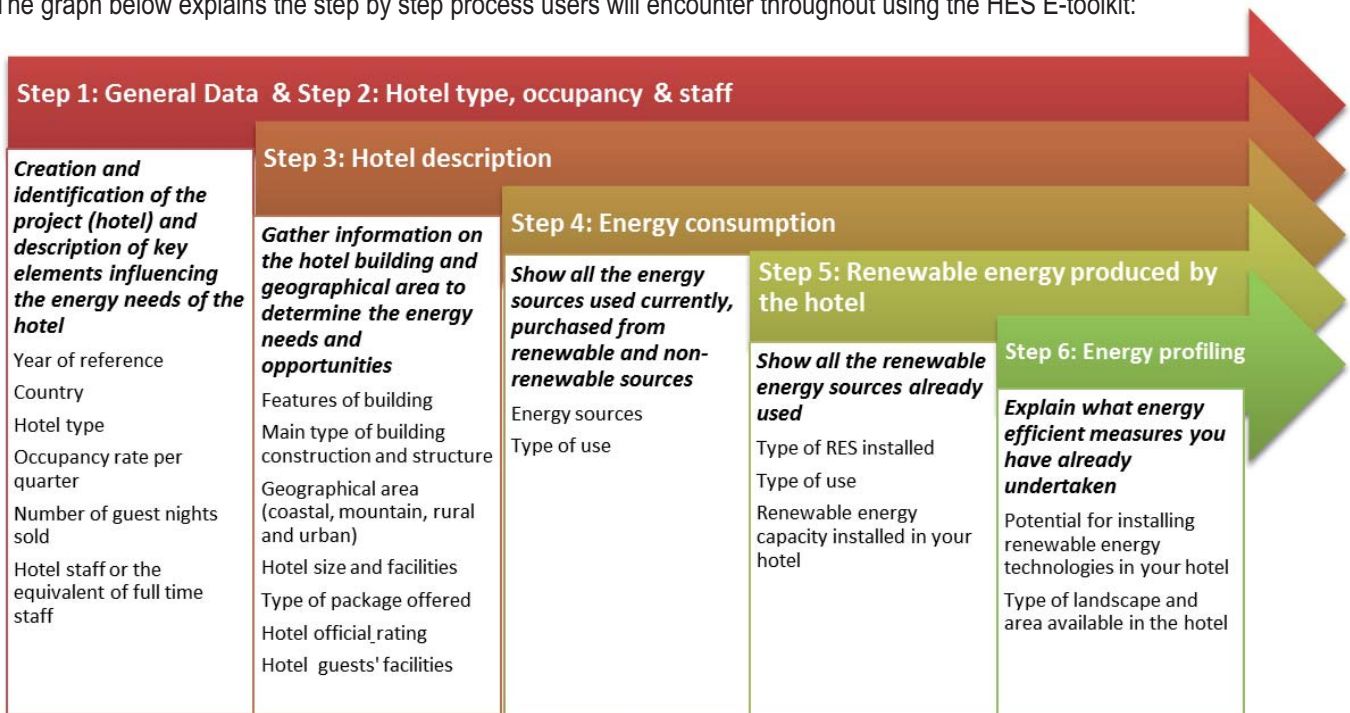 The graph below explains the step by step process users will encounter throughout using the HES E-toolkit:
Step 1: General Data & Step 2: Hotel type, occupancy & staff
Creation and
identification of the
project (hotel) and
description of key
elements influencing
the energy needs of the
hotel
Year of reference
Country
Hotel type
Occupancy rate per
quarter
Number of guest nights
sold
Hotel staff or the
equivalent of full time
staff
Step 3: Hotel description
Gather information on
the hotel building and
geographical area to
determine the energy
needs and
opportunities
Features of building
Main type of building
construction and structure
Geographical area
(coastal, mountain, rural
and urban)
Hotel size and facilities
Type of package offered
Hotel official rating
Hotel guests' facilities
Step 4: Energy consumption
Show all the energy
sources used currently,
purchased from
renewable and non-
renewable sources
Energy sources
Type of use
Step 5: Renewable energy produced by
the hotel
Show all the renewable
energy sources already
used
Type of RES installed
Type of use
Renewable energy
capacity installed in your
hotel
Step 6: Energy profiling
Explain what energy
efficient measures you
have already
undertaken
Potential for installing
renewable energy
technologies in your hotel
Type of landscape and
area available in the hotel